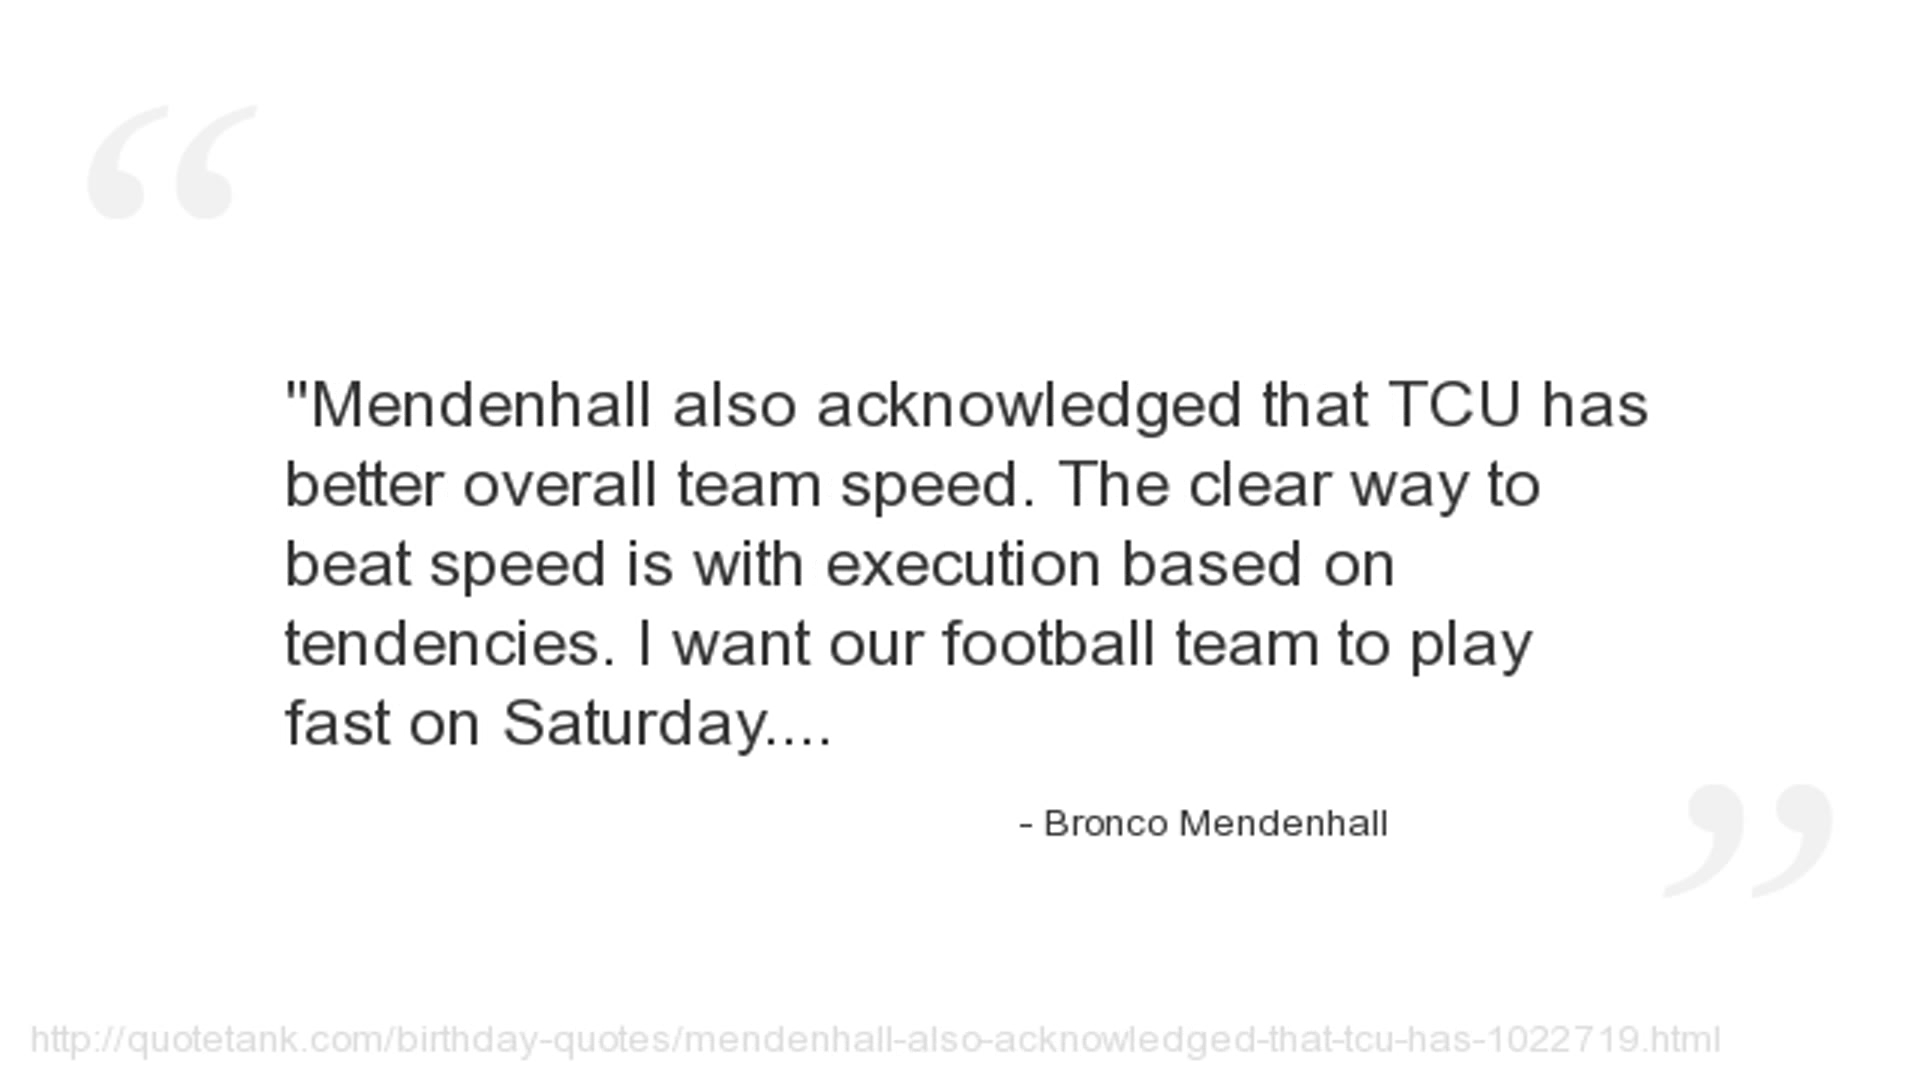 “
"Mendenhall also acknowledged that TCU has
better overall team speed. The clear way to
beat speed is with execution based on
tendencies. I want our football team to play
fast on Saturday....
- Bronco Mendenhall
”
http://quotetank.com/birthday-quotes/mendenhall-also-acknowledged-that-tcu-has-1022719.html